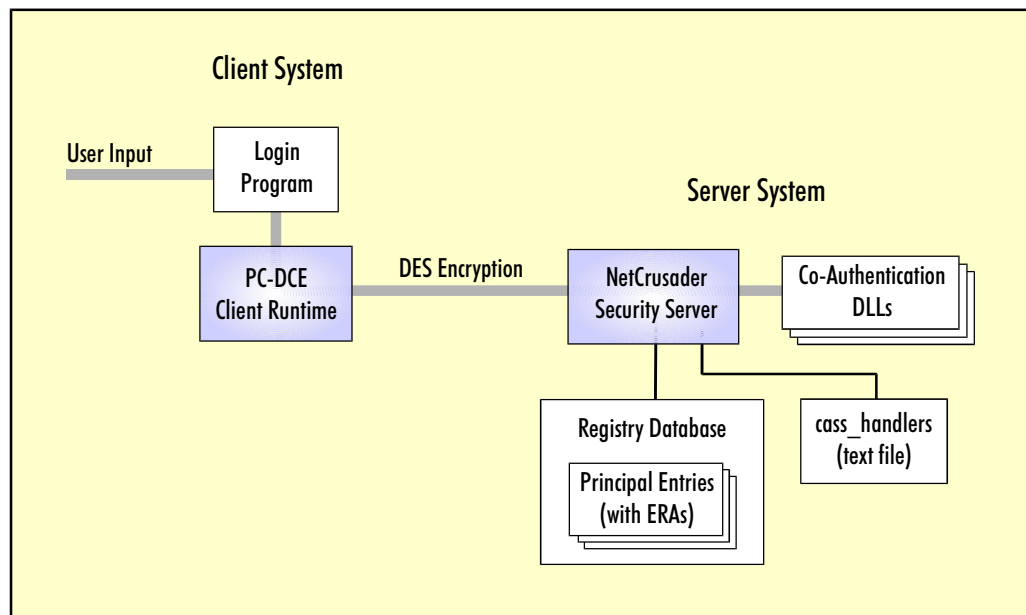 Client System
User Input
Login
Program
Server System
PC-DCE
Client Runtime
DES Encryption
NetCrusader
Security Server
Co-Authentication
DLLs
Registry Database
Principal Entries
(with ERAs)
cass_handlers
(text file)